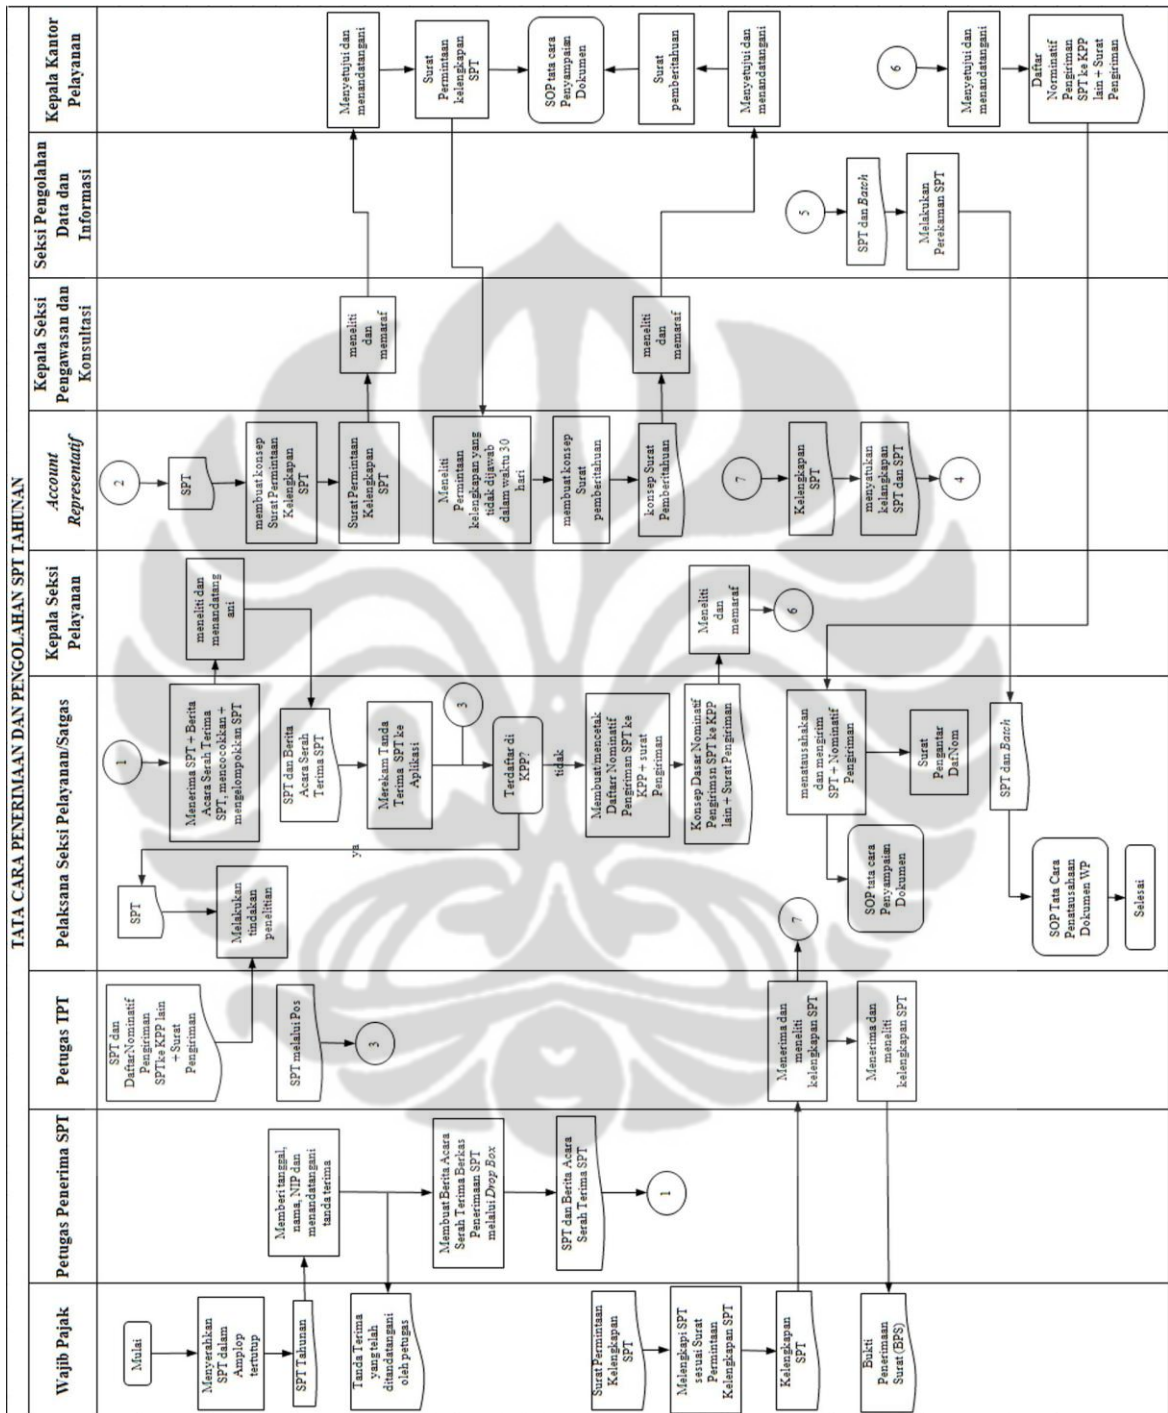 TATA CARA PENERIMAAN DAN PENGOLAHAN SPT TAHUNAN
Wajib Pajak
Petugas Penerima SPT
Petugas TPT
Pelaksana Seksi Pelayanan/Satgas
Kepala Seksi
Pelayanan
Account
Representatif
Kepala Seksi
Pengawasan dan
Konsultasi
Seksi Pengolahan
Data dan
Informasi
Kepala Kantor
Pelayanan
Mulai
Menyerahkan
SPT dalam
Amplop
tertutup
SPT Tahunan
Tanda Terima
yang telah
ditandatangani
oleh petugas
Surat Permintaan
Kelengkapan
SPT
Melengkapi SPT
sesuai Surat
Permintaan
Kelengkapan SPT
Kelengkapan
SPT
Bukti
Penerimaan
Surat (BPS)
Memberi tanggal,
nama, NIP dan
menandatangani
tanda terima
Membuat Berita Acara
Serah Terima Berkas
Penerimaan SPT
melalui Drop Box
SPT dan Berita Acara
Serah Terima SPT
1
SPT dan
Daftar Nominatif
Pengiriman
SPT ke KPP lain
+ Surat
Pengiriman
SPT melalui Pos
3
Menerima dan
meneliti
kelengkapan SPT
Menerima dan
meneliti
kelengkapan SPT
7
SPT
Melakukan
tindakan
penelitian
1
Menerima SPT + Berita
Acara Serah Terima
SPT, mencocokkan +
mengelompokkan SPT
SPT dan Berita
Acara Serah
Terima SPT
Merekam Tanda
Terima SPT ke
Aplikasi
3
Terdaftar di
KPP?
ya
tidak
Membuat/mencetak
Daftarr Nominatif
Pengiriman SPT ke
KPP + surat
Pengiriman
Konsep Dasar Nominatif
Pengirimsn SPT ke KPP
lain + Surat Pengiriman
menatausahakan
dan mengirim
SPT + Nominatif
Pengiriman
SOP tata cara
Penyampaian
Dokumen
Surat
Pengantar
DafNom
SPT dan Batch
SOP Tata Cara
Penatausahaan
Dokumen WP
Selesai
meneliti dan
menandatang
ani
Meneliti
dan
memaraf
6
2
SPT
membuat konsep
Surat Permintaan
Kelengkapan
SPT
Surat Permintaan
Kelengkapan
SPT
Meneliti
Permintaan
kelengkapan yang
tidak dijawab
dalam waktu 30
hari
membuat konsep
Surat
pemberitahuan
konsep Surat
Pemberitahuan
7
Kelengkapan
SPT
menyatukan
kelangkapan
SPT dan SPT
4
meneliti
dan
memaraf
meneliti
dan
memaraf
5
SPT dan Batch
Melakukan
Perekaman SPT
Menyetujui dan
menandatangani
Surat
Permintaan
kelengkapan
SPT
SOP tata cara
Penyampaian
Dokumen
Surat
pemberitahuan
Menyetujui dan
menandatangani
6
Menyetujui dan
menandatangani
Daftar
Norminatif
Pengiriman
SPT ke KPP
lain + Surat
Pengiriman